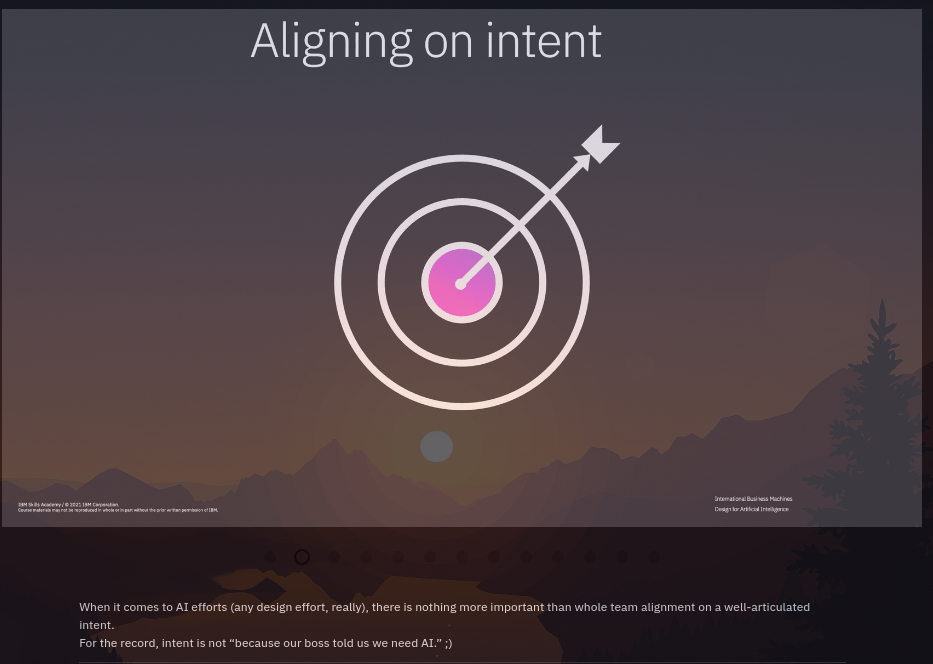 Aligning on intent
IBM Skills Academy / © 2021 IBM Corporation
Course materials may not be reproduced in whole or in part without the prior written permission of IBM.
International Business Machines
Design for Artificial Intelligence
When it comes to AI efforts (any design effort, really), there is nothing more important than whole team alignment on a well-articulated
intent.
For the record, intent is not “because our boss told us we need AI.” ;)